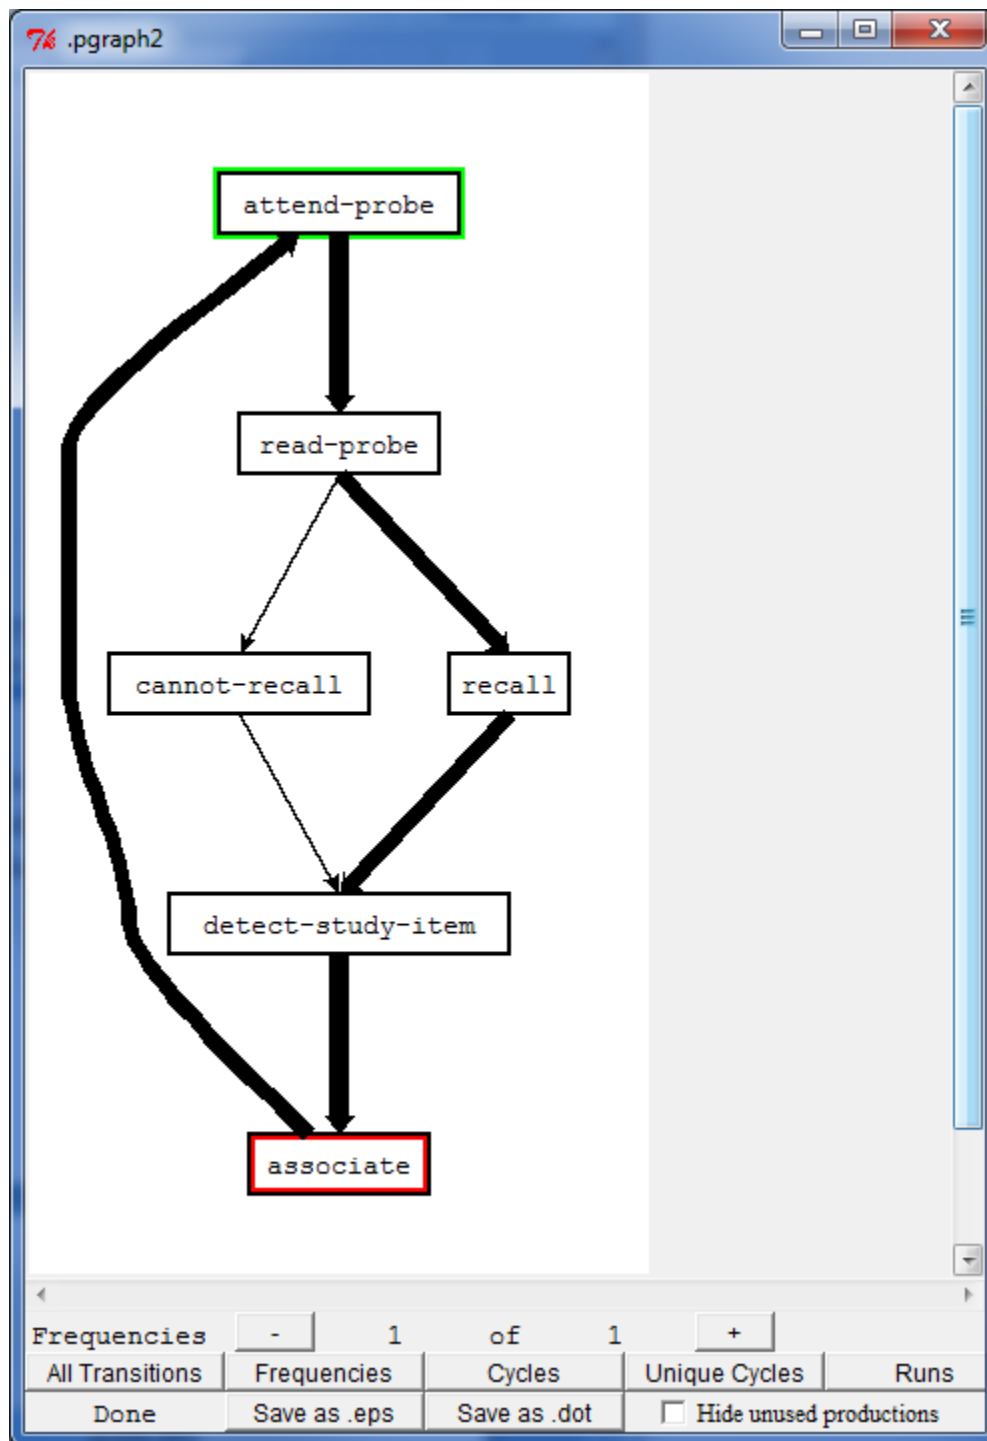 .pgraph2
attend-probe
read-probe
cannot-recall recall
detect-study-item
associate
Frequencies - 1 of 1 +
All Transitions Frequencies Cycles Unique Cycles Runs
Done Save as .eps Save as .dot Hide unused productions